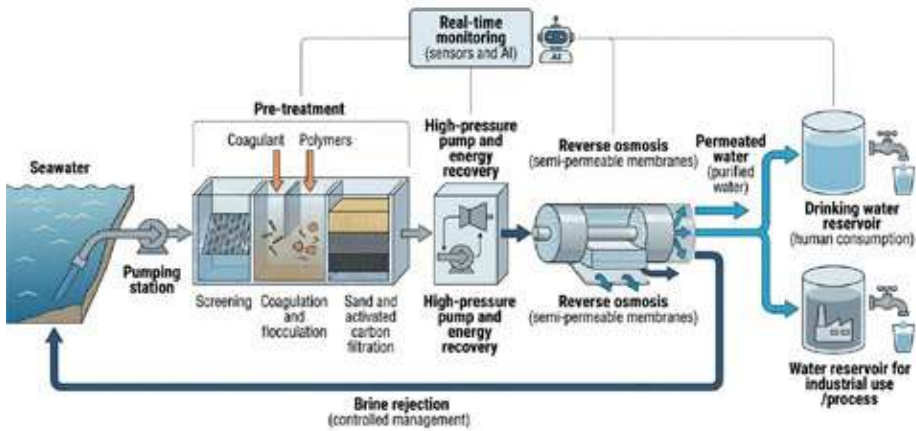 Real-time
monitoring
(sensors and AI)
AI
Pre-treatment
Coagulant
Polymers
High-pressure
pump and
energy
recovery
Reverse osmosis
(semi-permeable membranes)
Permeated
water
(purified
water)
Seawater
Pumping
station
Drinking water
reservoir
(human consumption)
Screening
Coagulation
and
flocculation
Sand and
activated
carbon
filtration
High-pressure
pump and
energy
recovery
Reverse osmosis
(semi-permeable membranes)
Water reservoir for
industrial use
/process
Brine rejection
(controlled management)